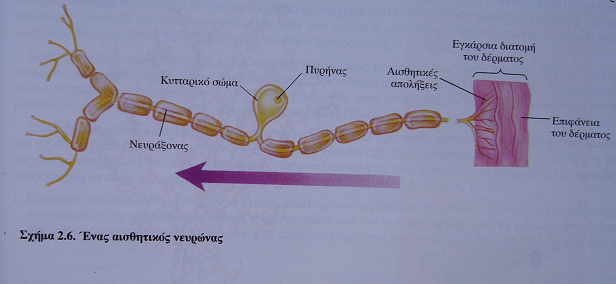 Εγκάρσια διατομή
του δέρματος
Πυρήνας
Αισθητικές
απολήξεις
Κυτταρικό σώμα
Επιφάνεια
του δέρματος
Νευράξονας
Σχήμα 2.6. Ένας αισθητικός νευρώνας